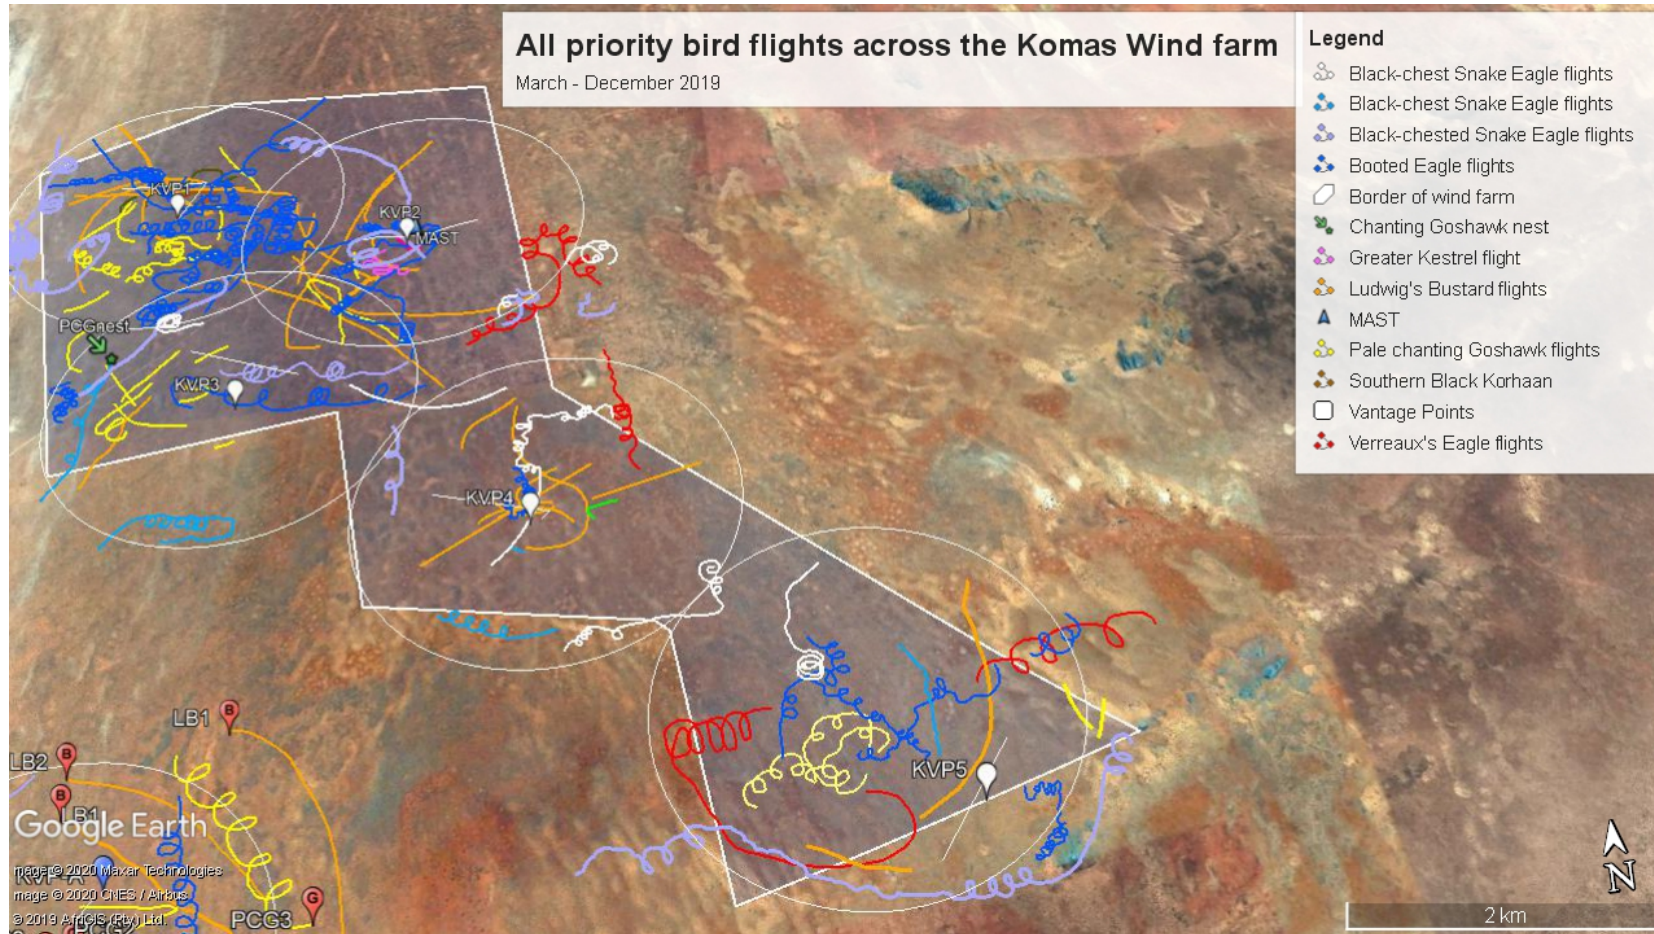 All priority bird flights across the Komas Wind farm
March - December 2019
Legend
Black-chest Snake Eagle flights
Black-chest Snake Eagle flights
Black-chested Snake Eagle flights
Booted Eagle flights
Border of wind farm
Chanting Goshawk nest
Greater Kestrel flight
Ludwig's Bustard flights
MAST
Pale chanting Goshawk flights
Southern Black Korhaan
Vantage Points
Verreaux's Eagle flights
KVP1
KVP2
MAST
PCGnest
KVP3
KVP4
KVP5
LB1
B
LB2
B
B
LB1
Google Earth
mage © 2020 Maxar Technologies
mage © 2020 CNES / Airbus
© 2019 AfriGIS (Pty) Ltd.
PCG3
G
PCG2
N
2 km